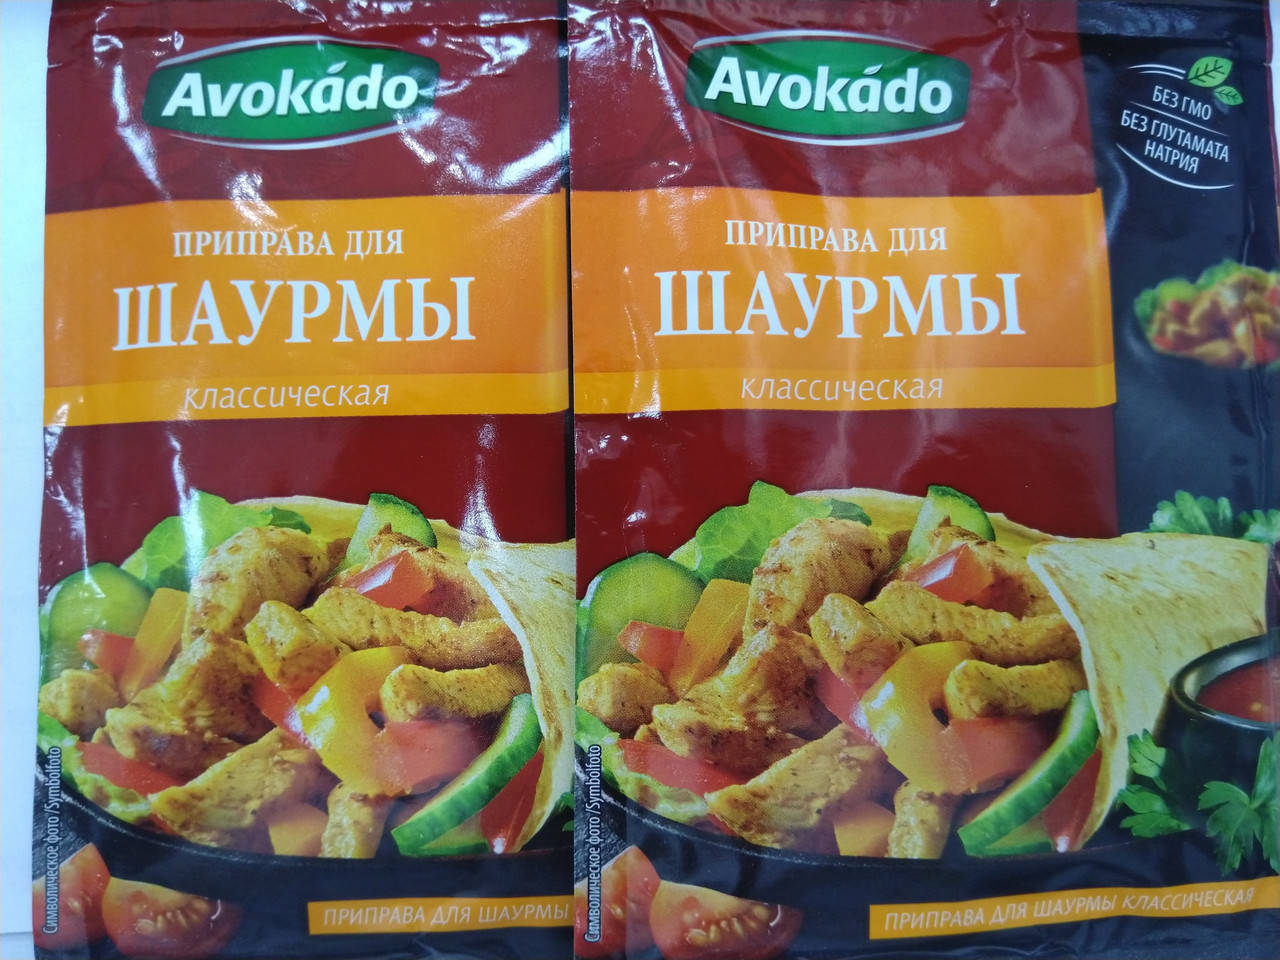 Avokádo
ПРИПРАВА ДЛЯ
ШАУРМЫ
классическая
Символическое фото /Symbolfoto
ПРИПРАВА ДЛЯ ШАУРМЫ
Avokádo
БЕЗ ГМО
БЕЗ ГЛУТАМАТА
НАТРИЯ
ПРИПРАВА ДЛЯ
ШАУРМЫ
классическая
Символическое фото /Symbolfoto
ПРИПРАВА ДЛЯ ШАУРМЫ КЛАССИЧЕСКАЯ